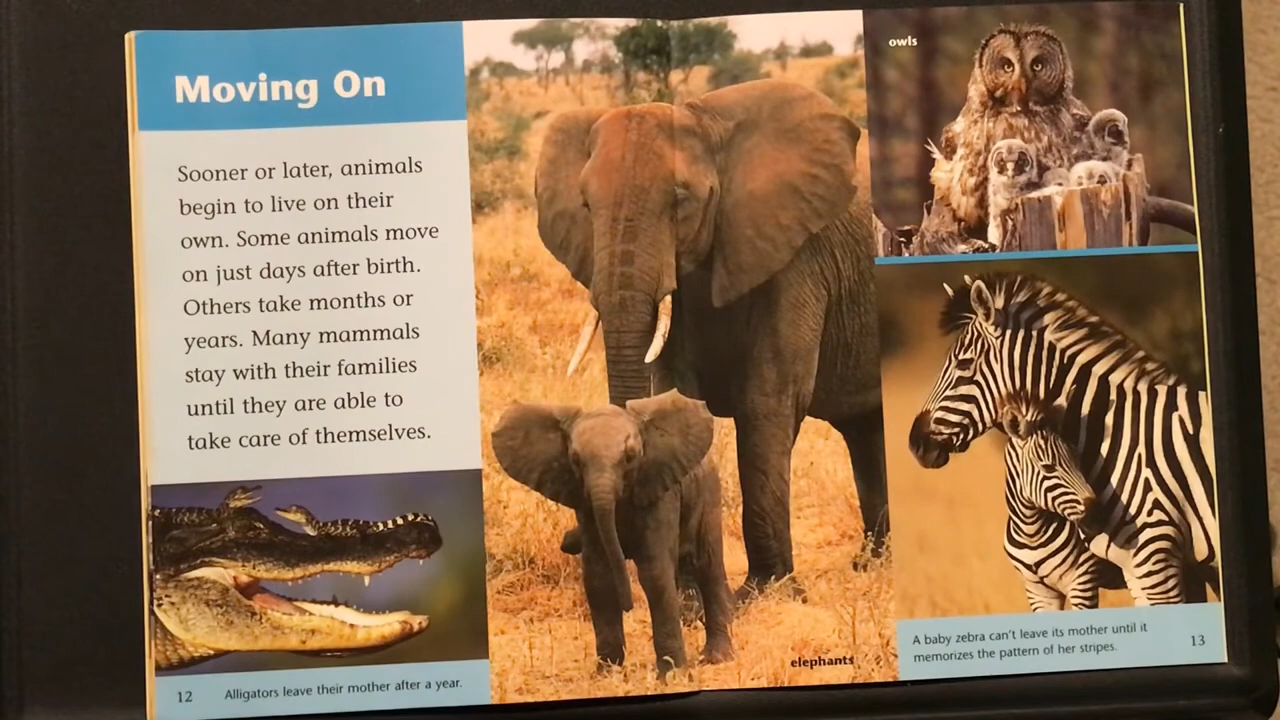 Moving On
Sooner or later, animals
begin to live on their
own. Some animals move
on just days after birth.
Others take months or
years. Many mammals
stay with their families
until they are able to
take care of themselves.
12
Alligators leave their mother after a year.
elephants
owls
A baby zebra can't leave its mother until it
memorizes the pattern of her stripes.
13